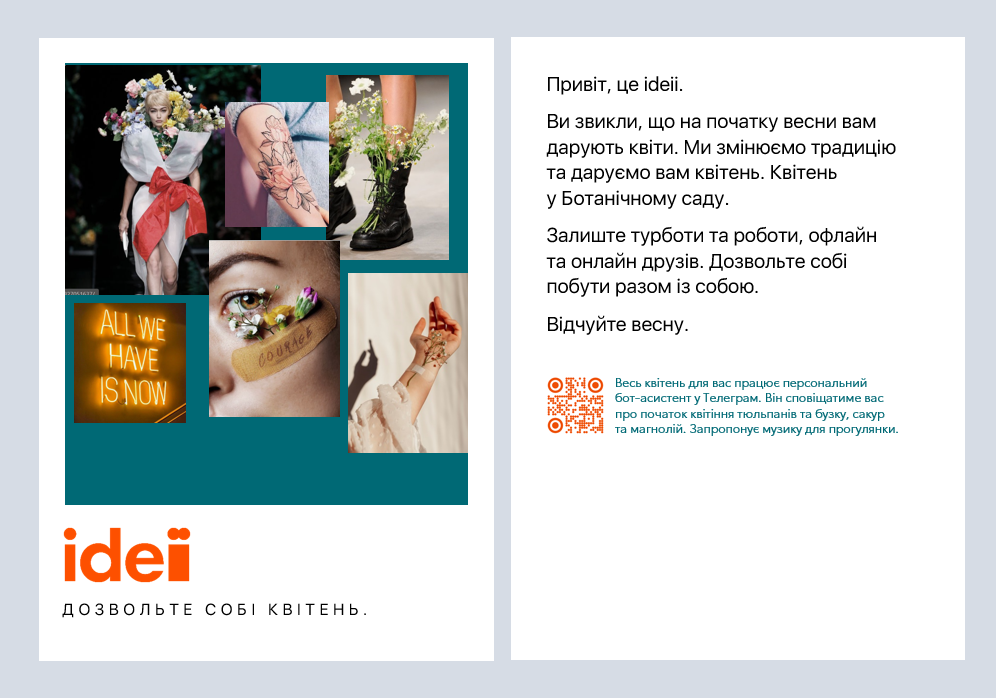 ALL WE
HAVE
IS NOW
COURAGE
ideї
ДОЗВОЛЬТЕ СОБІ КВІТЕНЬ.
Привіт, це ideii.
Ви звикли, що на початку весни вам
дарують квіти. Ми змінюємо традицію
та даруємо вам квітень. Квітень
у Ботанічному саду.
Залиште турботи та роботи, офлайн
та онлайн друзів. Дозвольте собі
побути разом із собою.
Відчуйте весну.
Весь квітень для вас працює персональний
бот-асистент у Телеграм. Він сповіщатиме вас
про початок квітіння тюльпанів та бузку, сакур
та магнолій. Запропонує музику для прогулянки.